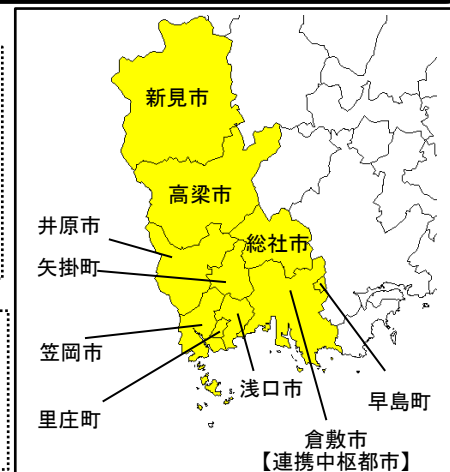 新見市
高梁市
井原市
総社市
矢掛町
笠岡市
浅口市
里庄町
早島町
倉敷市
【連携中枢都市】